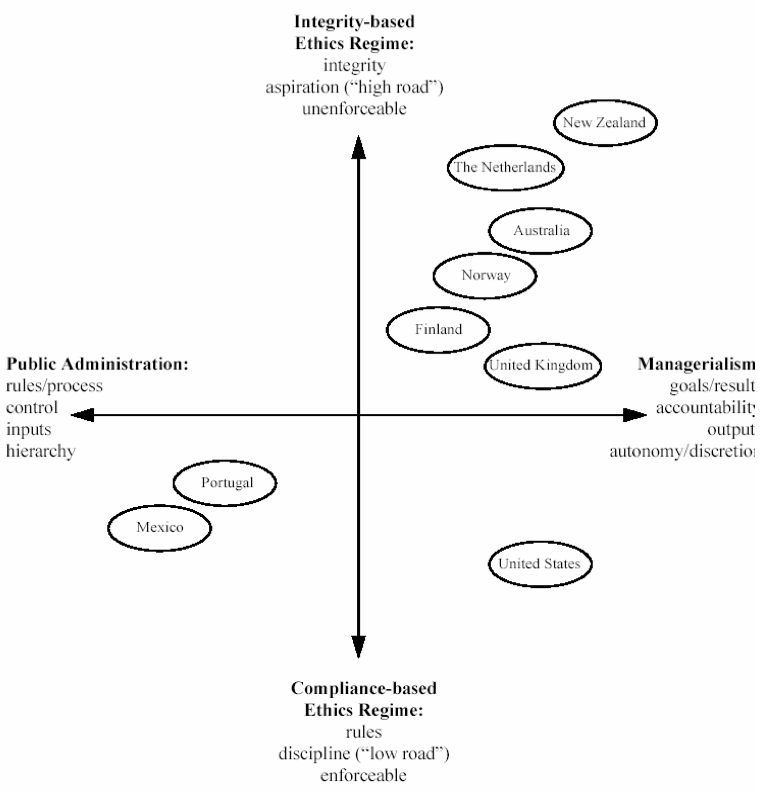 Integrity-based
Ethics Regime:
integrity
aspiration (“high road”)
unenforceable
New Zealand
The Netherlands
Australia
Norway
Finland
United Kingdom
Public Administration:
rules/process
control
inputs
hierarchy
Managerialism
goals/result
accountability
output
autonomy/discretion
Portugal
Mexico
United States
Compliance-based
Ethics Regime:
rules
discipline (“low road”)
enforceable